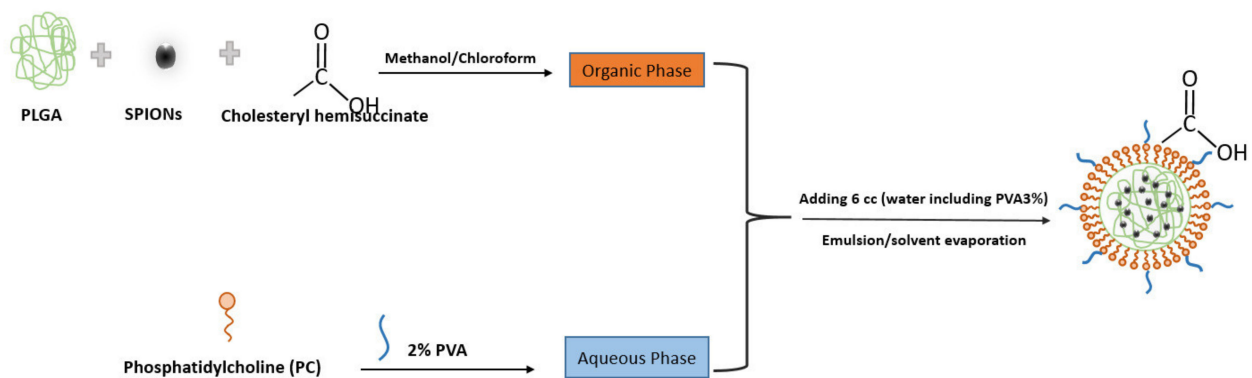 O
C
OH
Methanol/Chloroform
Organic Phase
PLGA
SPIONs
Cholesteryl hemisuccinate
O
C
OH
Adding 6 cc (water including PVA3%)
Emulsion/solvent evaporation
Phosphatidylcholine (PC)
2% PVA
Aqueous Phase